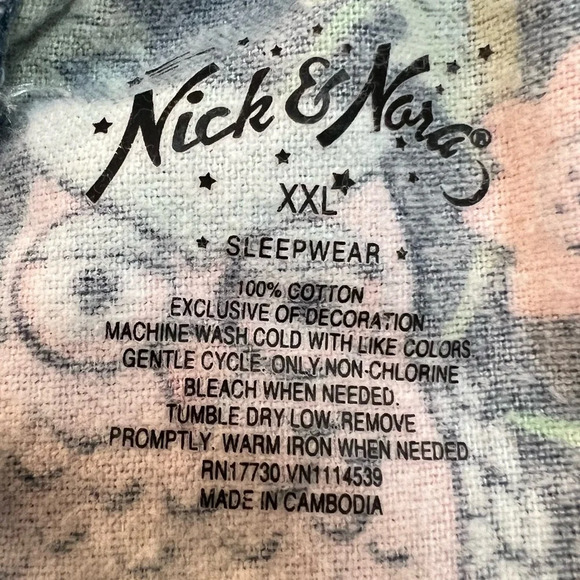 Nick & Nora®
XXL
SLEEPWEAR
100% COTTON
EXCLUSIVE OF DECORATION
MACHINE WASH COLD WITH LIKE COLORS.
GENTLE CYCLE. ONLY NON-CHLORINE
BLEACH WHEN NEEDED.
TUMBLE DRY LOW. REMOVE
PROMPTLY. WARM IRON WHEN NEEDED.
RN17730 VN1114539
MADE IN CAMBODIA